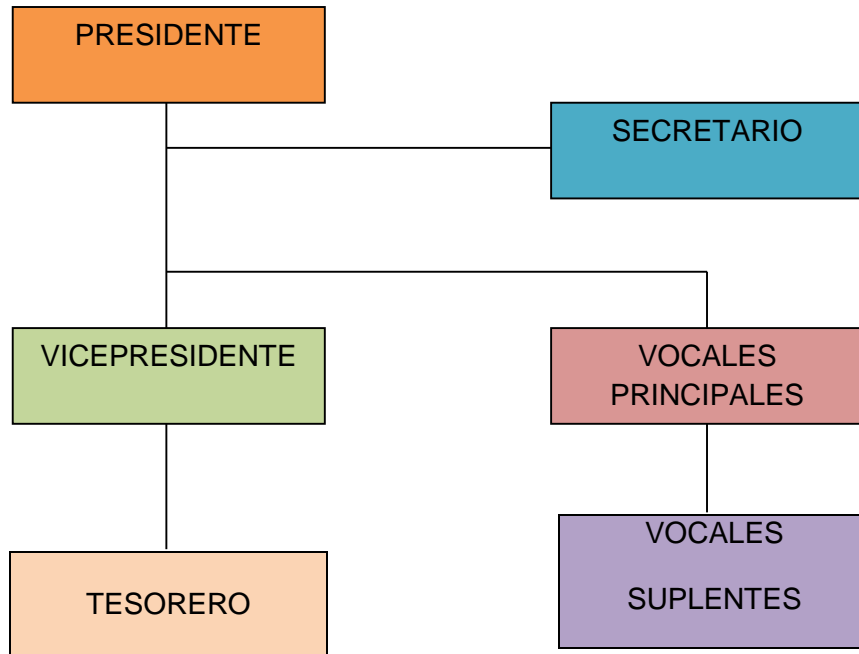 PRESIDENTE
SECRETARIO
VICEPRESIDENTE
VOCALES
PRINCIPALES
TESORERO
VOCALES
SUPLENTES